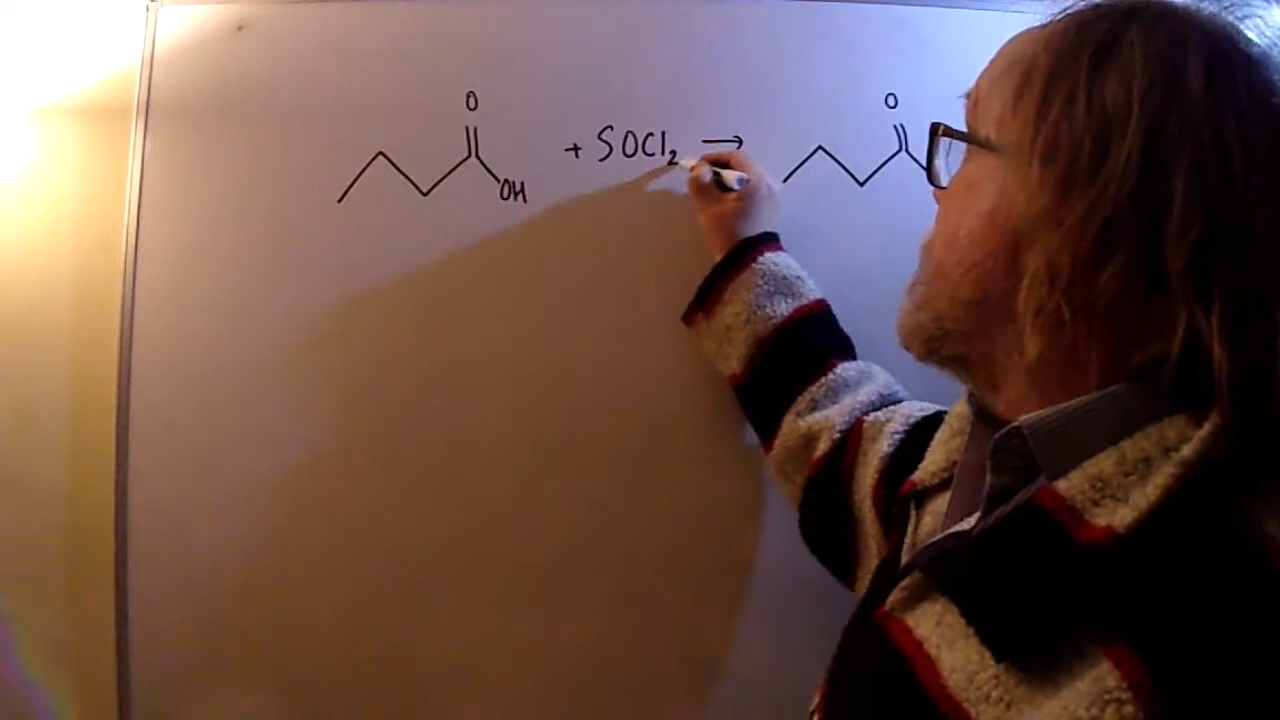 O O
+ SOCl₂ →
OH